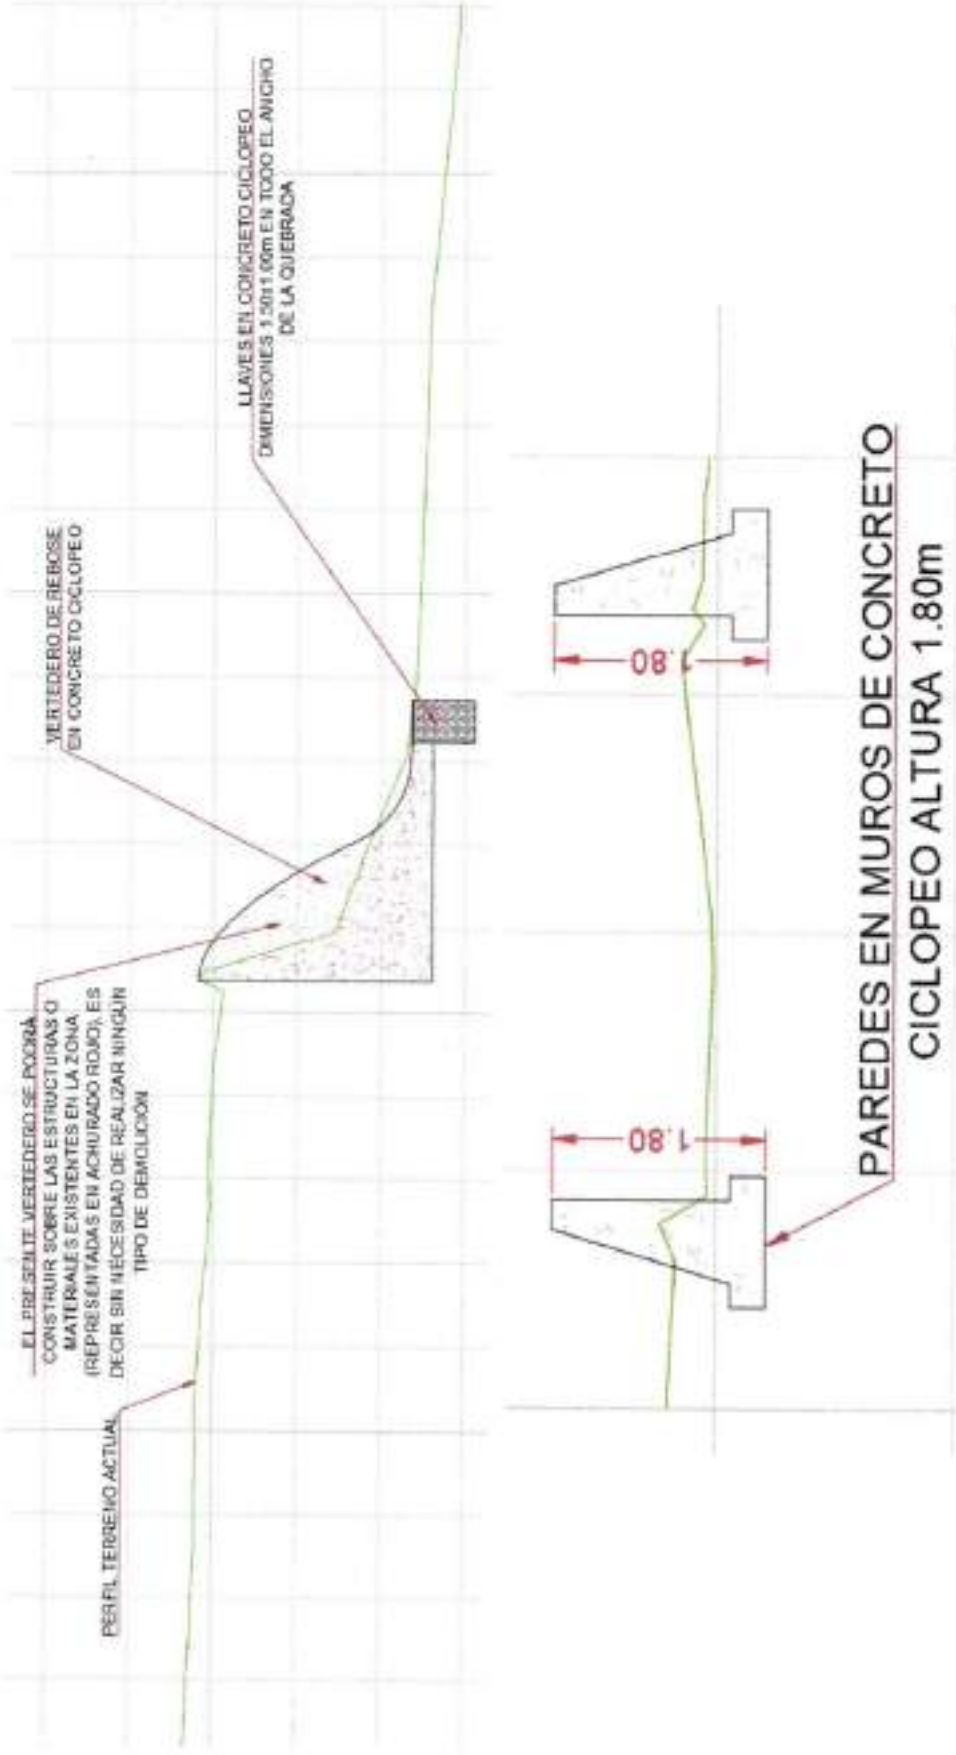 EL PRESENTE VERTEDERO SE PODRÁ
CONSTRUIR SOBRE LAS ESTRUCTURAS O
MATERIALES EXISTENTES EN LA ZONA
(REPRESENTADAS EN ACHURADO ROJO), ES
DECIR SIN NECESIDAD DE REALIZAR NINGUN
TIPO DE DEMOLICIÓN
PERFIL TERRENO ACTUAL
VERTEDERO DE REBOSE
EN CONCRETO CICLOPEO
LLAVES EN CONCRETO CICLOPEO
DIMENSIONES 1.50x1.00m EN TODO EL ANCHO
DE LA QUEBRADA
1.80
1.80
PAREDES EN MUROS DE CONCRETO
CICLOPEO ALTURA 1.80m